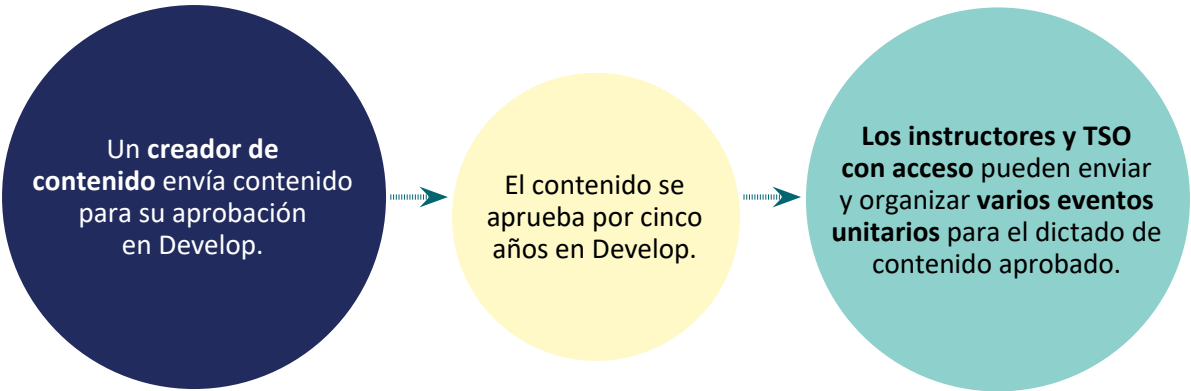 Un creador de
contenido envía contenido
para su aprobación
en Develop.
El contenido se
aprueba por cinco
años en Develop.
Los instructores y TSO
con acceso pueden enviar
y organizar varios eventos
unitarios para el dictado de
contenido aprobado.